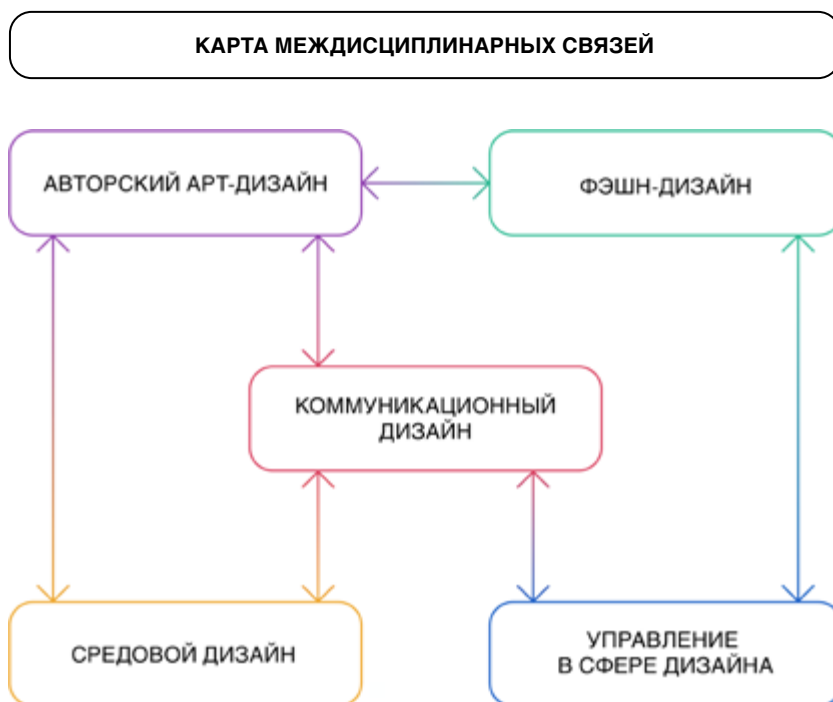 КАРТА МЕЖДИСЦИПЛИНАРНЫХ СВЯЗЕЙ
АВТОРСКИЙ АРТ-ДИЗАЙН
ФЭШН-ДИЗАЙН
КОММУНИКАЦИОННЫЙ
ДИЗАЙН
СРЕДОВОЙ ДИЗАЙН
УПРАВЛЕНИЕ
В СФЕРЕ ДИЗАЙНА